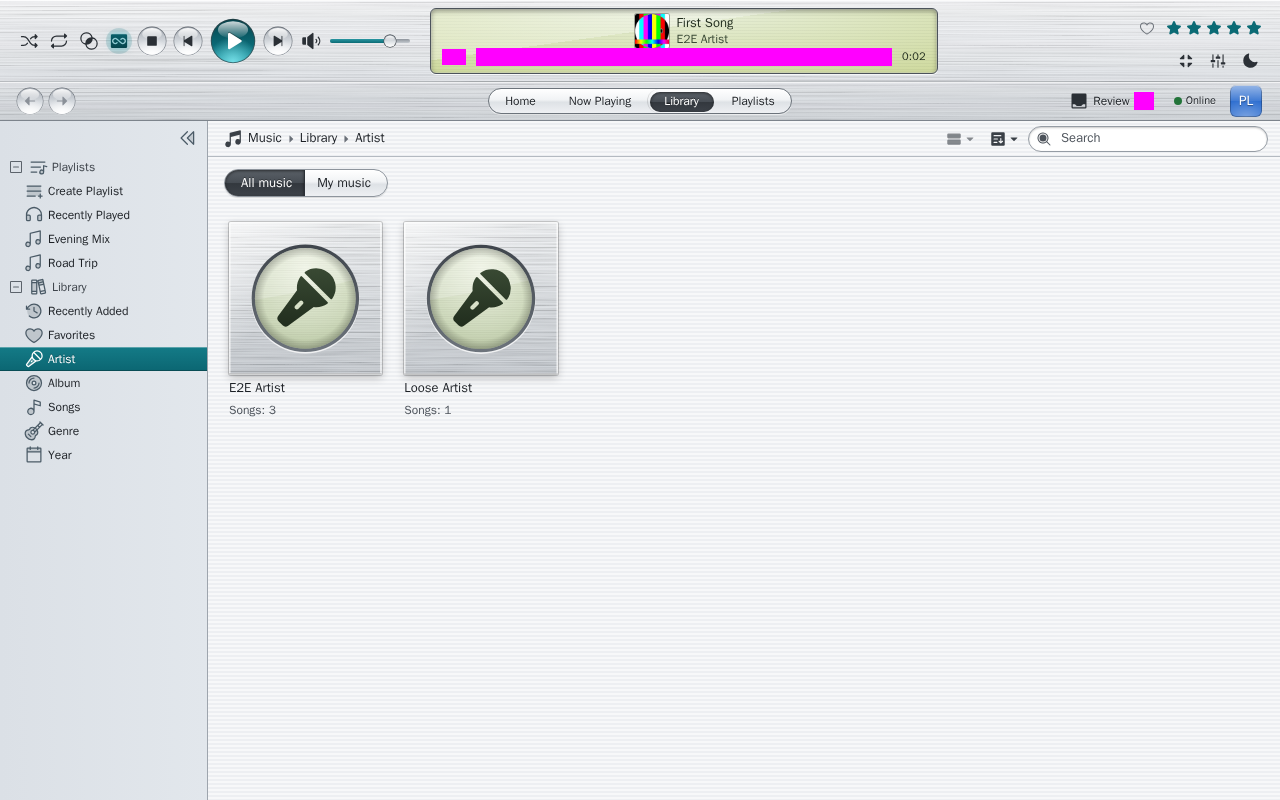 First Song
E2E Artist
0:02
Home
Now Playing
Library
Playlists
Review
Online
PL
Music
Library
Artist
Search
Playlists
Create Playlist
Recently Played
Evening Mix
Road Trip
Library
Recently Added
Favorites
Artist
Album
Songs
Genre
Year
All music
My music
E2E Artist
Songs: 3
Loose Artist
Songs: 1